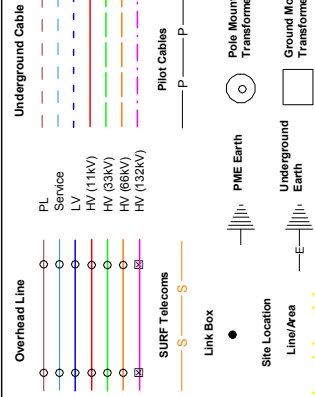 Overhead Line
Underground Cable
PL
Service
LV
HV (11kV)
HV (33kV)
HV (66kV)
HV (132kV)
SURF Telecoms
S S
Pilot Cables
P P
Link Box
PME Earth
Pole Moun
Transforme
Site Location
Line/Area
Underground
Earth
E
Ground Mo
Transforme